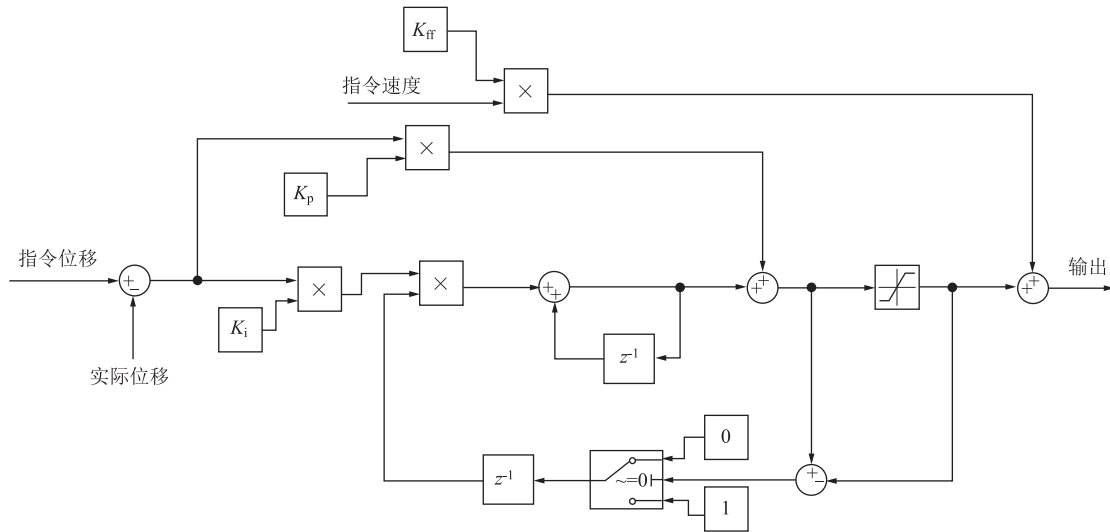 K_ff
指令速度
×
×
K_p
指令位移
+
−
×
×
+
+
+
+
+
+
输出
K_i
实际位移
z^-1
z^-1
~=0
0
1
+
−